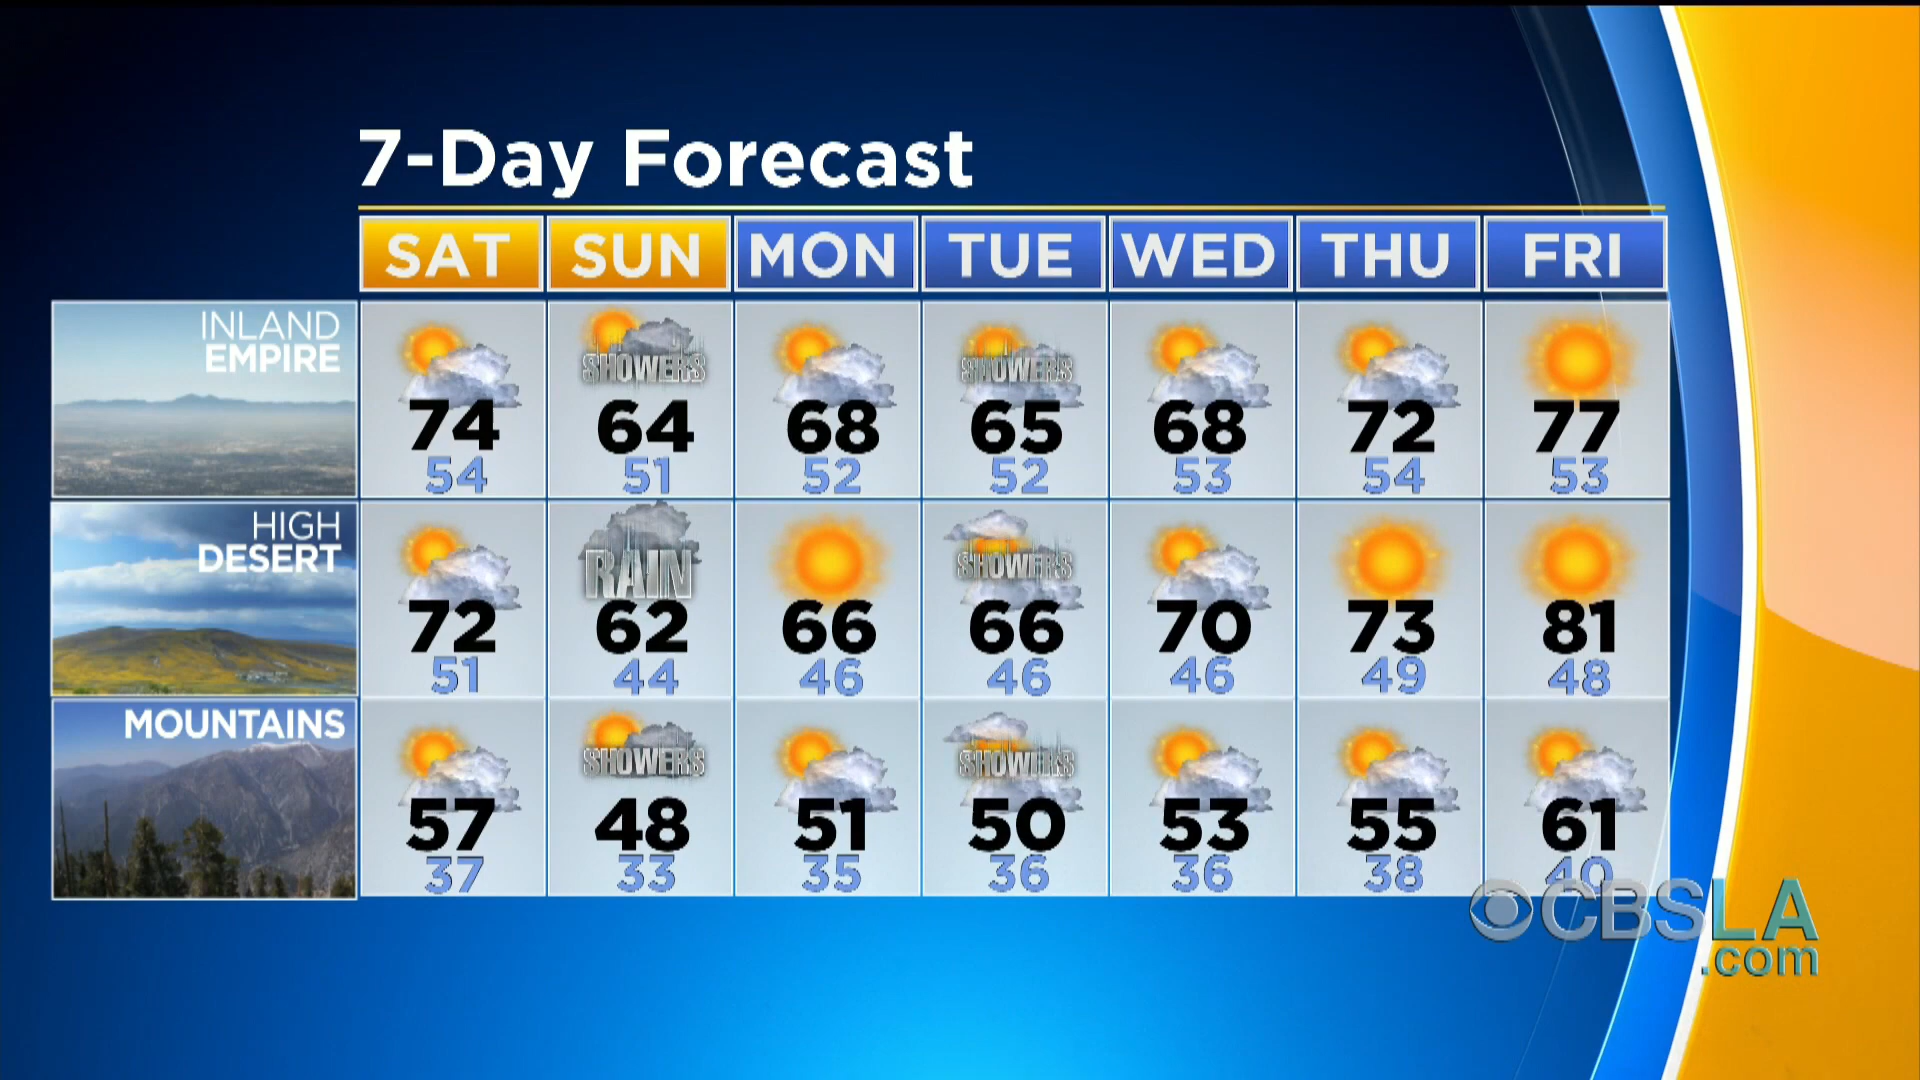 7-Day Forecast
SAT SUN MON TUE WED THU FRI
INLAND
EMPIRE
SHOWERS SHOWERS
74 64 68 65 68 72 77
54 51 52 52 53 54 53
HIGH
DESERT
RAIN SHOWERS
72 62 66 66 70 73 81
51 44 46 46 46 49 48
MOUNTAINS
SHOWERS SHOWERS
57 48 51 50 53 55 61
37 33 35 36 36 38 40
CBSLA
.com